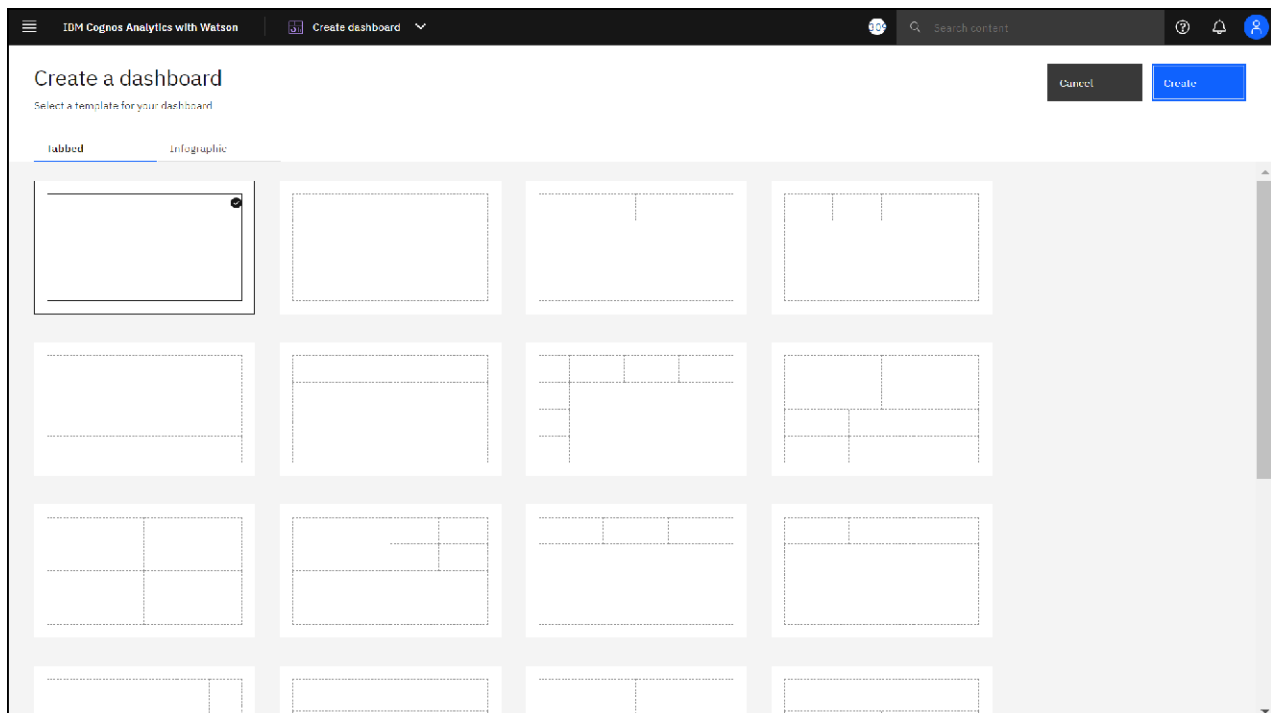 IBM Cognos Analytics with Watson
Create dashboard
Search content
Create a dashboard
Select a template for your dashboard
Cancel
Create
Tabbed
Infographic